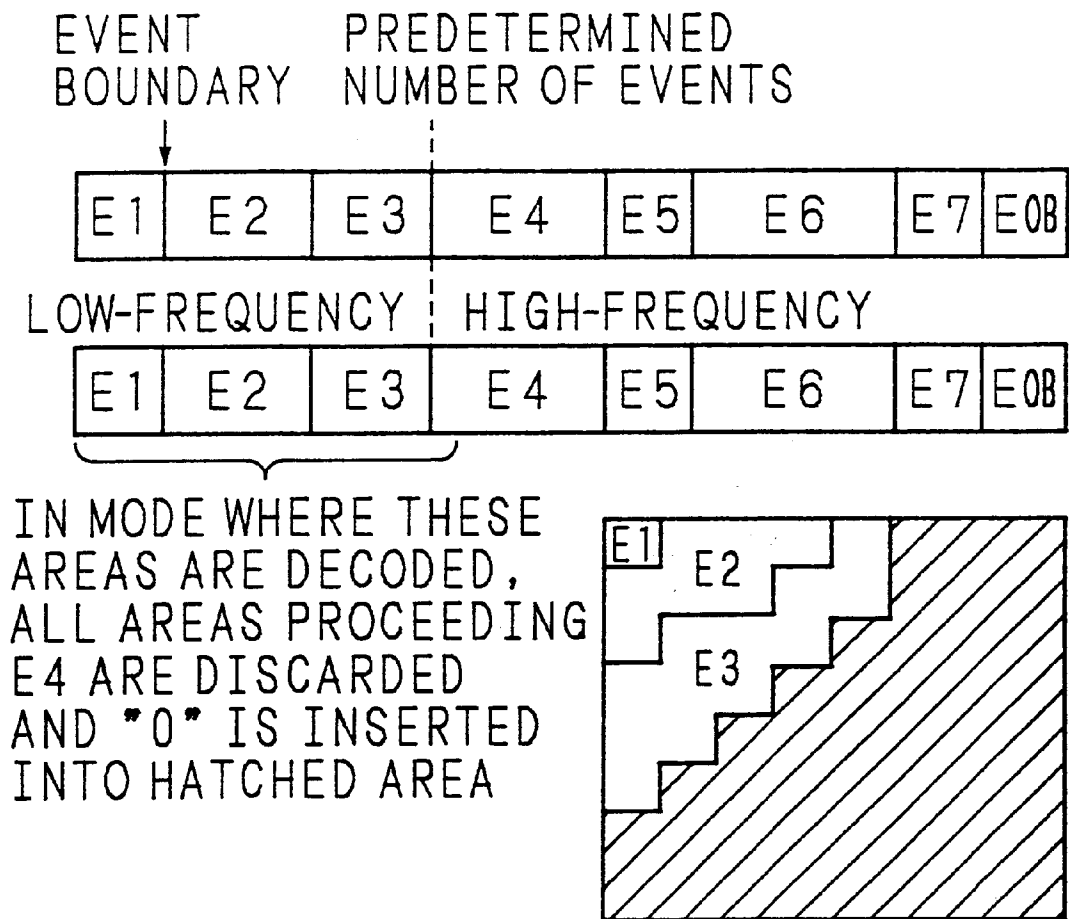 EVENT BOUNDARY
PREDETERMINED NUMBER OF EVENTS
E1 E2 E3 E4 E5 E6 E7 EOB
LOW-FREQUENCY HIGH-FREQUENCY
E1 E2 E3 E4 E5 E6 E7 EOB
IN MODE WHERE THESE
AREAS ARE DECODED,
ALL AREAS PROCEEDING
E4 ARE DISCARDED
AND "0" IS INSERTED
INTO HATCHED AREA
E1
E2
E3